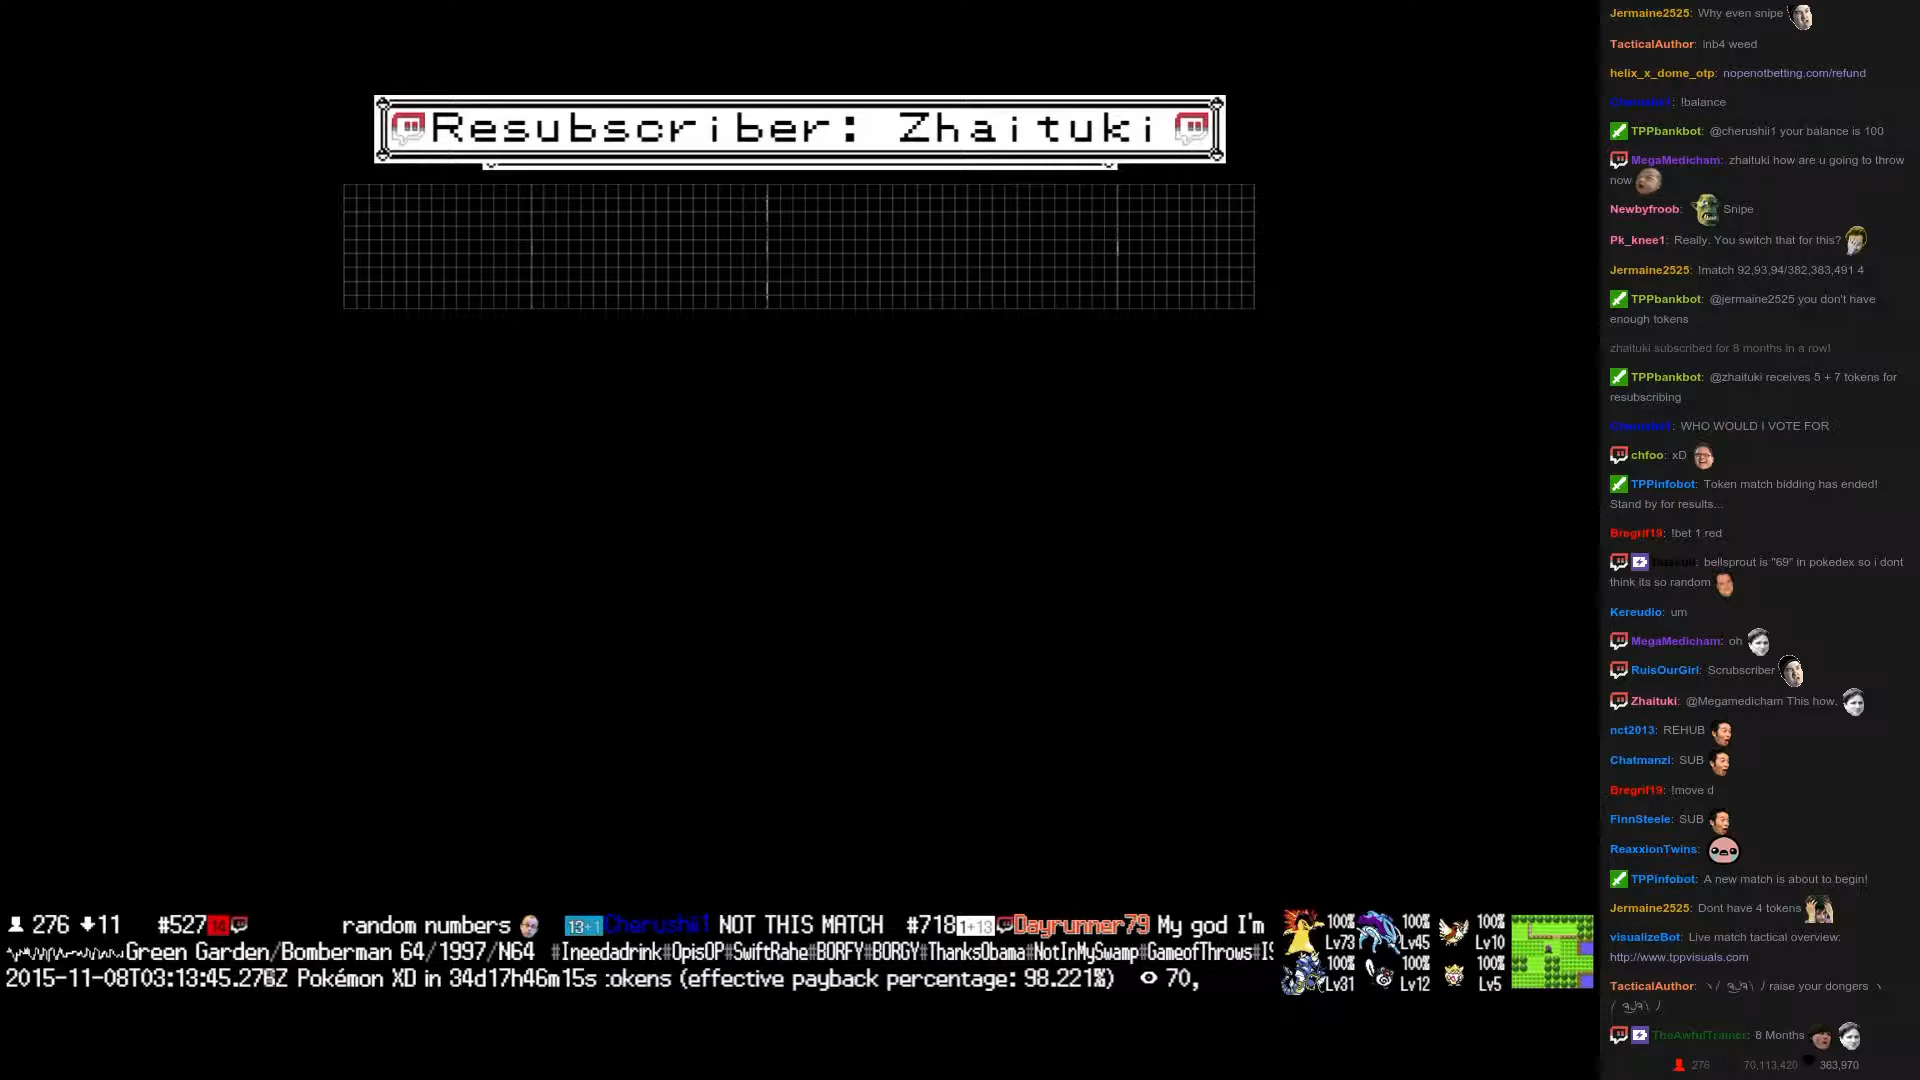 Resubscriber: Zhaituki
276 11 #527 14 random numbers 13+1 Cherushii1 NOT THIS MATCH #718 1+13 Dayrunner79 My god I'm
Green Garden/Bomberman 64/1997/N64 #Ineedadrink#OpisOP#SwiftRahe#BORFY#BORGY#ThanksObama#NotInMySwamp#GameofThrows#IS
2015-11-08T03:13:45.276Z Pokémon XD in 34d17h46m15s :okens (effective payback percentage: 98.221%) 70,
100% 100% 100%
Lv73 Lv45 Lv10
100% 100% 100%
Lv31 Lv12 Lv5
Jermaine2525: Why even snipe
TacticalAuthor: Inb4 weed
helix_x_dome_otp: nopenotbetting.com/refund
Cherushii1: !balance
TPPbankbot: @cherushii1 your balance is 100
MegaMedicham: zhaituki how are u going to throw
now
Newbyfroob: Snipe
Pk_knee1: Really. You switch that for this?
Jermaine2525: !match 92,93,94/382,383,491 4
TPPbankbot: @jermaine2525 you don't have
enough tokens
zhaituki subscribed for 8 months in a row!
TPPbankbot: @zhaituki receives 5 + 7 tokens for
resubscribing
Cherushii1: WHO WOULD I VOTE FOR
chfoo: xD
TPPinfobot: Token match bidding has ended!
Stand by for results...
Bregrif19: !bet 1 red
: bellsprout is "69" in pokedex so i dont
think its so random
Kereudio: um
MegaMedicham: oh
RuisOurGirl: Scrubscriber
Zhaituki: @Megamedicham This how.
nct2013: REHUB
Chatmanzi: SUB
Bregrif19: !move d
FinnSteele: SUB
ReaxxionTwins:
TPPinfobot: A new match is about to begin!
Jermaine2525: Dont have 4 tokens
visualizeBot: Live match tactical overview:
http://www.tppvisuals.com
TacticalAuthor: raise your dongers
TheAwfulTrainer: 8 Months
276 70,113,420 363,970